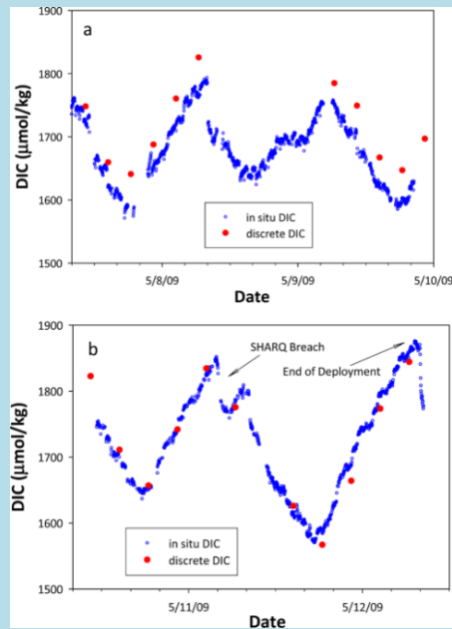 a
1900
1800
1700
1600
1500
DIC (μmol/kg)
in situ DIC
discrete DIC
5/8/09
5/9/09
5/10/09
Date
b
1900
1800
1700
1600
1500
DIC (μmol/kg)
SHARQ Breach
End of Deployment
in situ DIC
discrete DIC
5/11/09
5/12/09
Date